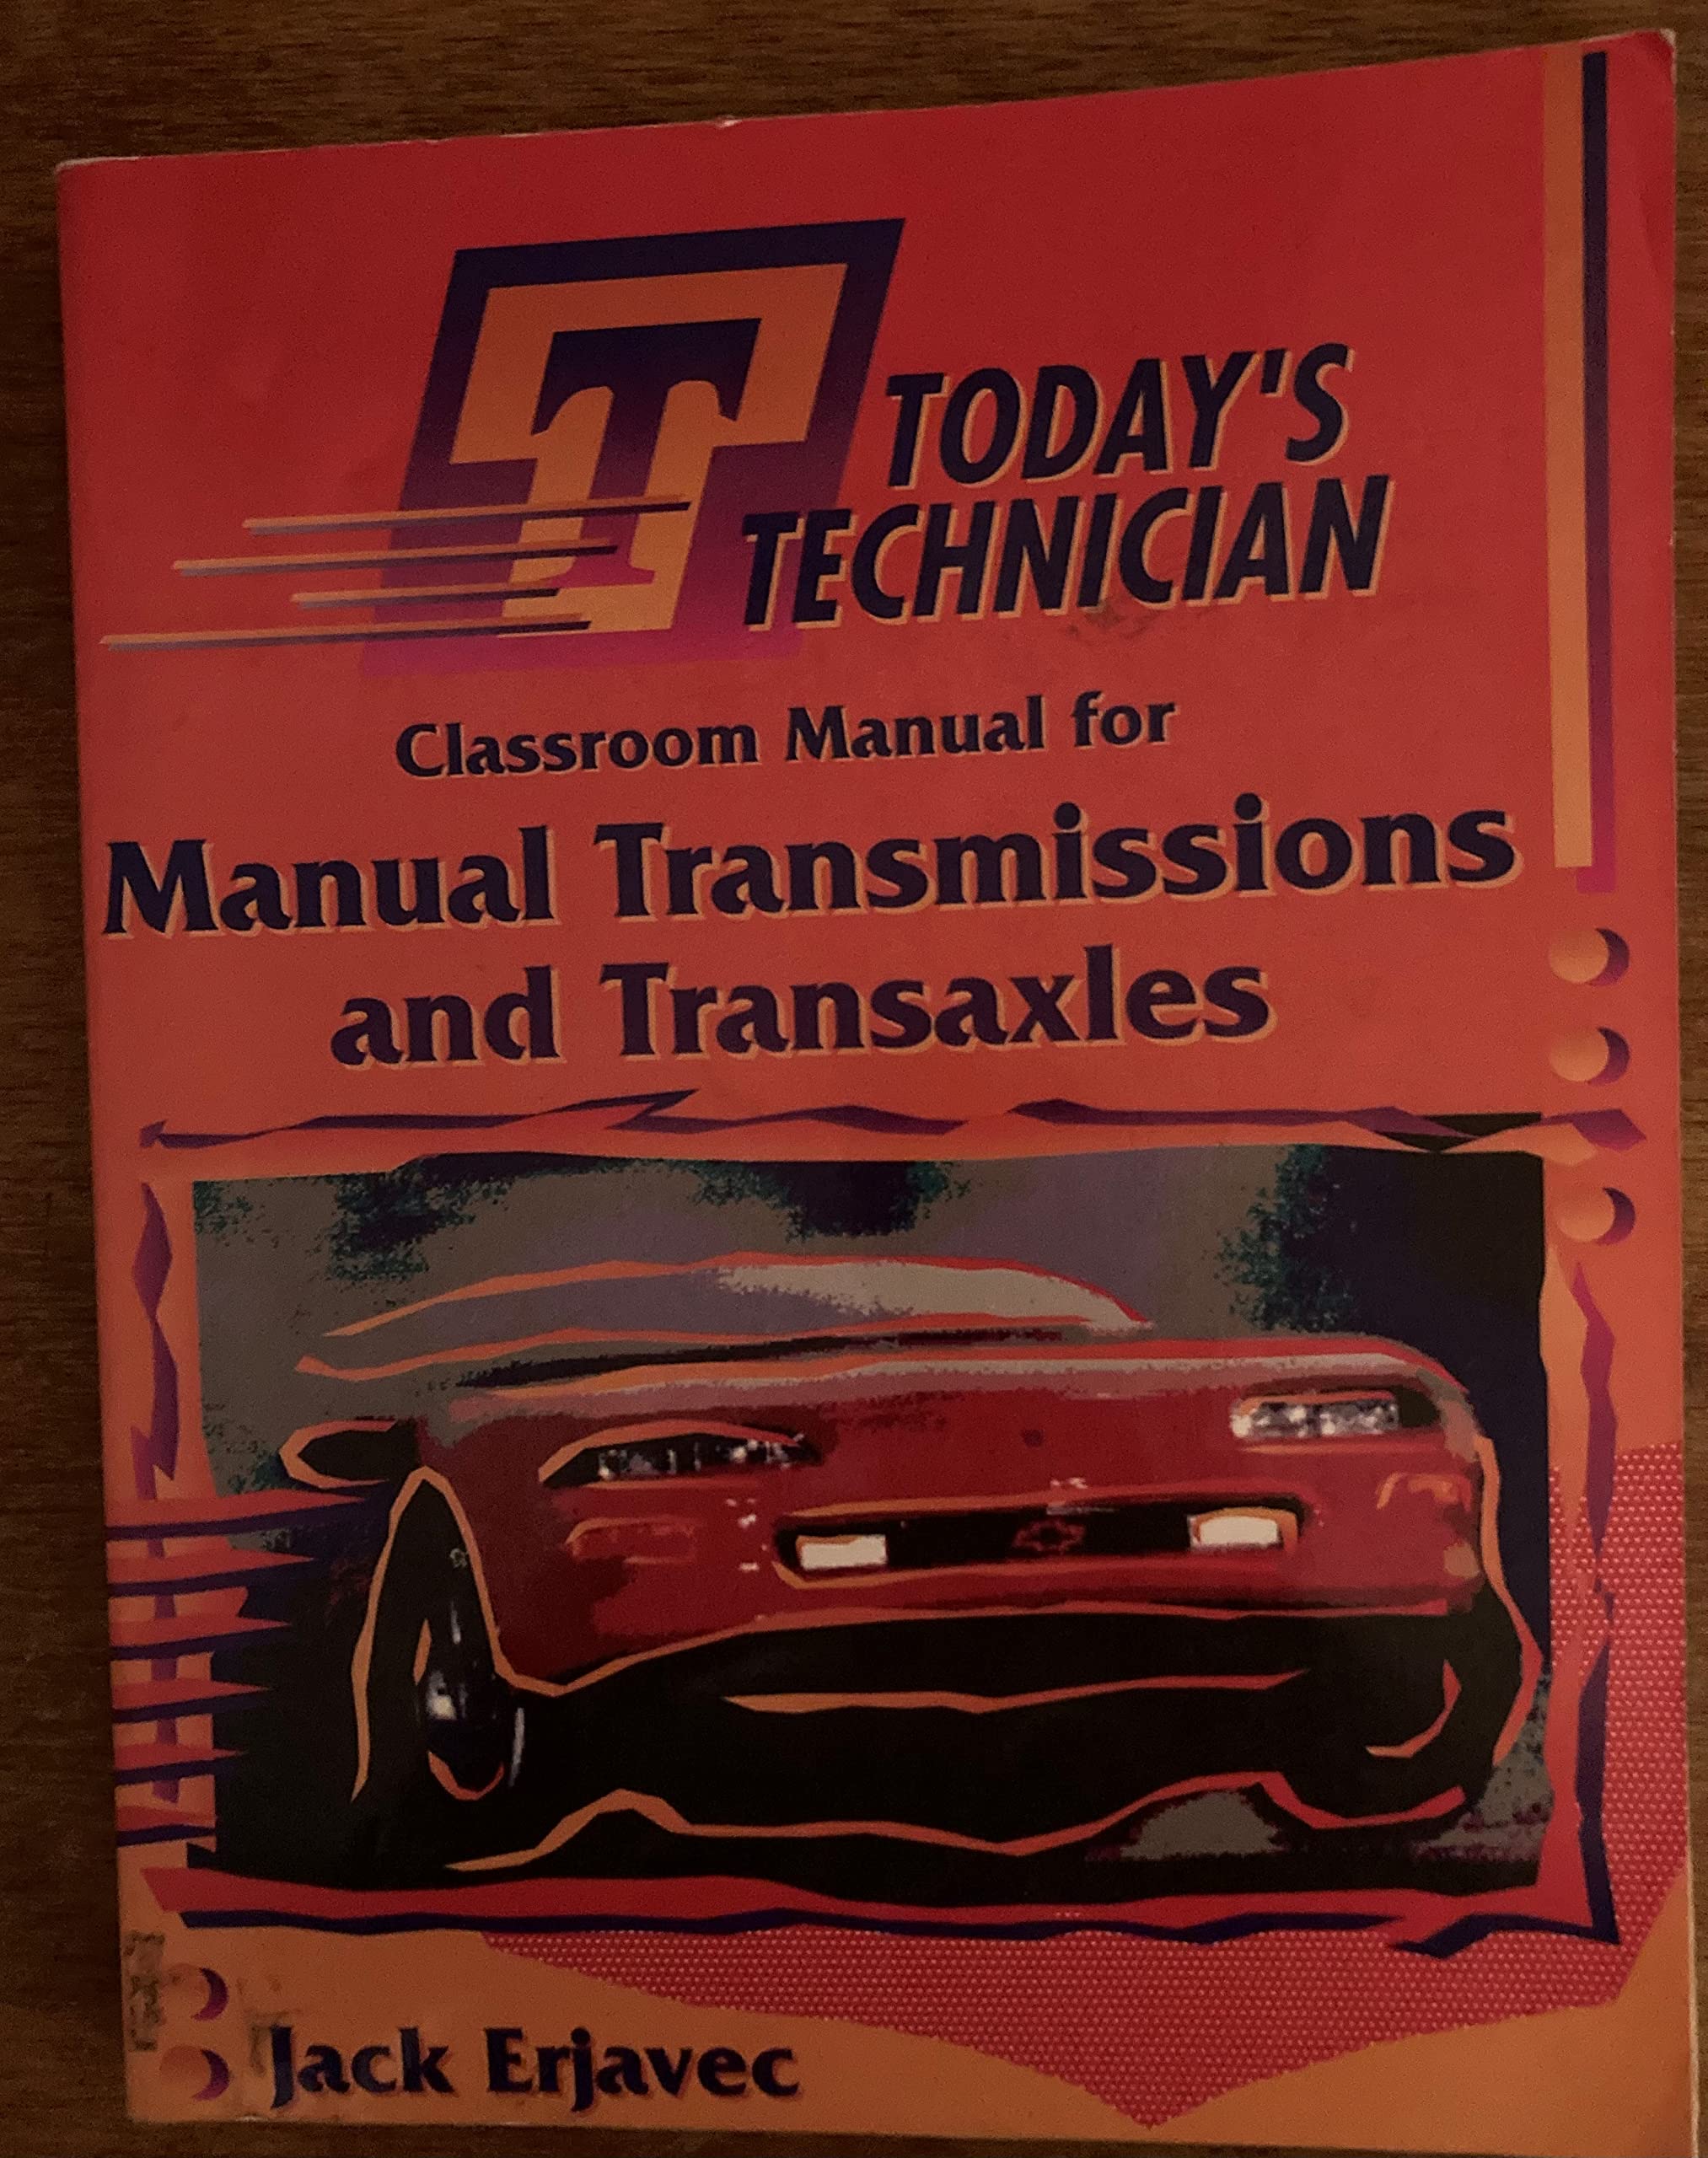 T
TODAY'S
TECHNICIAN
Classroom Manual for
Manual Transmissions
and Transaxles
Jack Erjavec